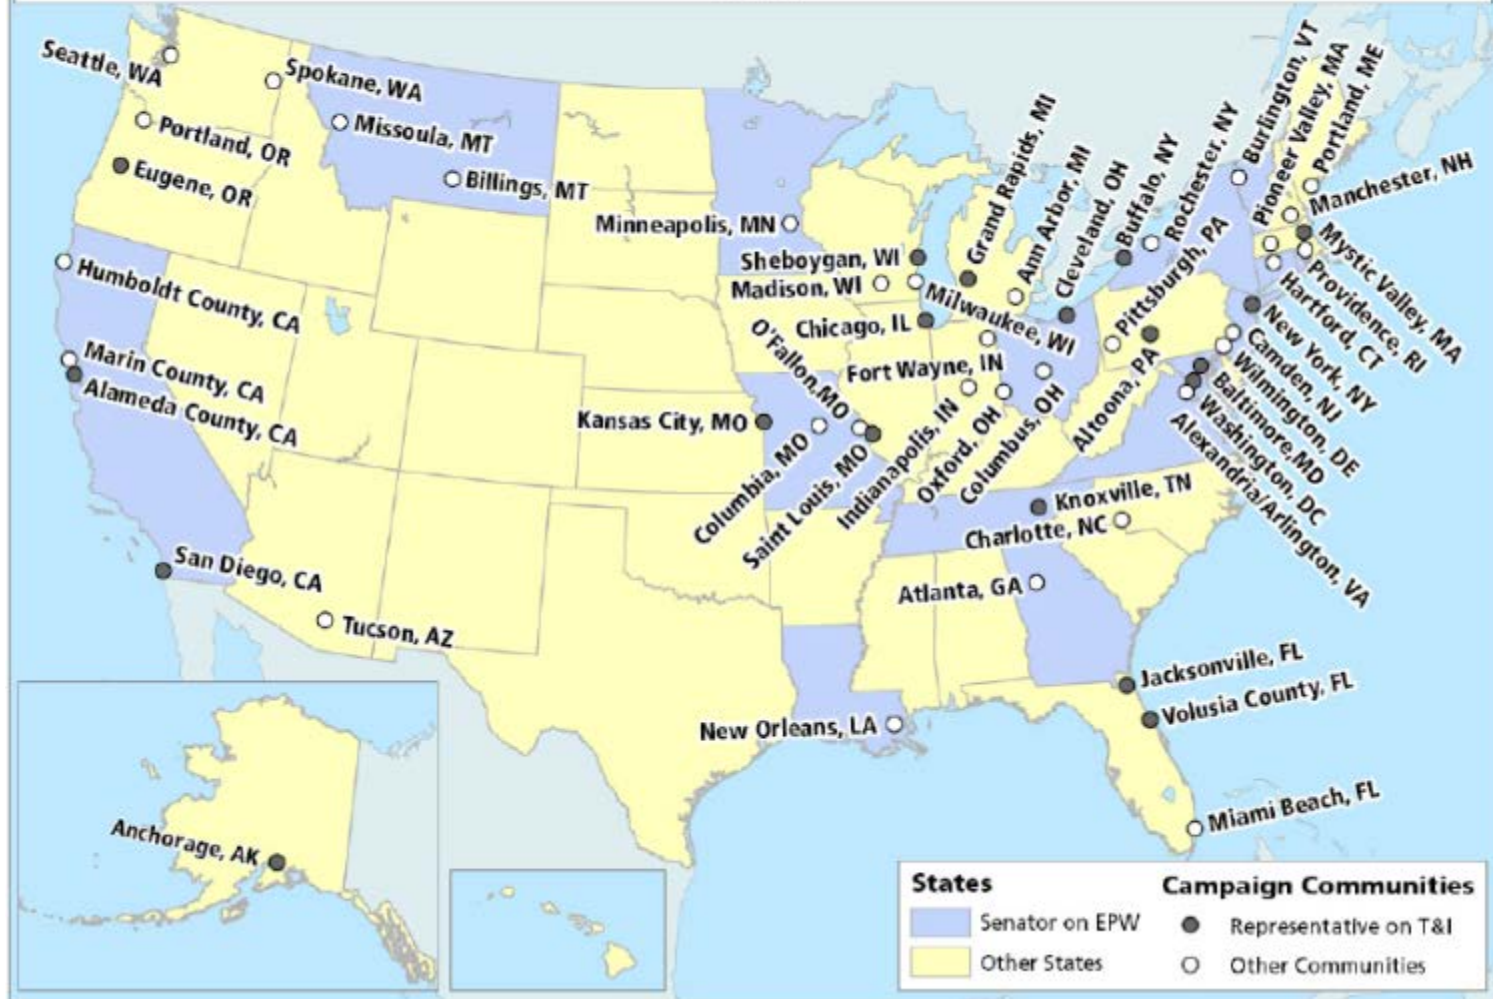 Seattle, WA
Spokane, WA
Missoula, MT
Portland, OR
Eugene, OR
Billings, MT
Minneapolis, MN
Sheboygan, WI
Madison, WI
Milwaukee, WI
Chicago, IL
Grand Rapids, MI
Ann Arbor, MI
Cleveland, OH
Buffalo, NY
Rochester, NY
Pittsburgh, PA
Burlington, VT
Pioneer Valley, MA
Portland, ME
Manchester, NH
Mystic Valley, MA
Providence, RI
Hartford, CT
New York, NY
Camden, NJ
Wilmington, DE
Baltimore,MD
Washington, DC
Alexandria/Arlington, VA
Humboldt County, CA
Marin County, CA
Alameda County, CA
O'Fallon,MO
Fort Wayne, IN
Kansas City, MO
Columbia, MO
Saint Louis, MO
Indianapolis, IN
Oxford, OH
Columbus, OH
Altoona, PA
Knoxville, TN
Charlotte, NC
San Diego, CA
Tucson, AZ
Atlanta, GA
Jacksonville, FL
Volusia County, FL
New Orleans, LA
Miami Beach, FL
Anchorage, AK
States
Senator on EPW
Other States
Campaign Communities
Representative on T&I
Other Communities